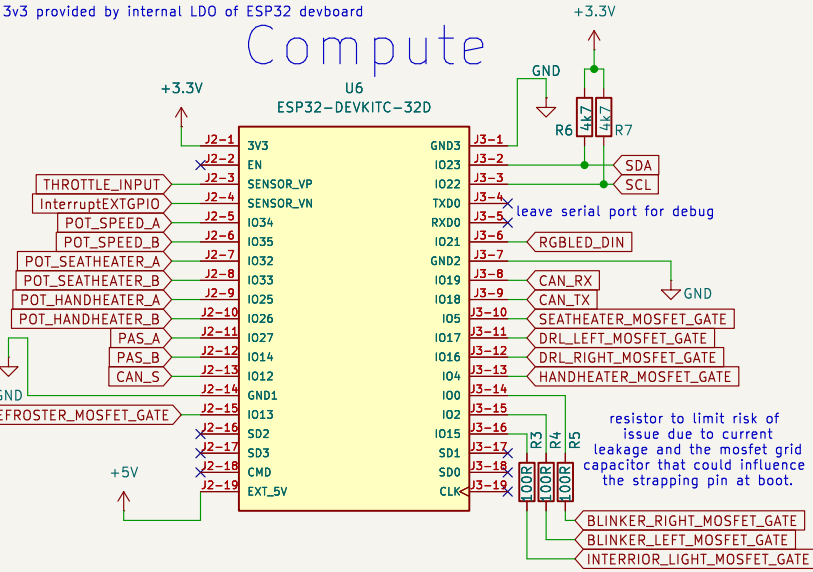 3v3 provided by internal LDO of ESP32 devboard
Compute
+3.3V
U6
ESP32-DEVKITC-32D
+3.3V
GND
R6
4k7
4k7
R7
J2-1
3V3
GND3
J3-1
J2-2
EN
IO23
J3-2
SDA
THROTTLE_INPUT
J2-3
SENSOR_VP
IO22
J3-3
SCL
InterruptEXTGPIO
J2-4
SENSOR_VN
TXD0
J3-4
leave serial port for debug
POT_SPEED_A
J2-5
IO34
RXD0
J3-5
POT_SPEED_B
J2-6
IO35
IO21
J3-6
RGBLED_DIN
POT_SEATHEATER_A
J2-7
IO32
GND2
J3-7
GND
POT_SEATHEATER_B
J2-8
IO33
IO19
J3-8
CAN_RX
POT_HANDHEATER_A
J2-9
IO25
IO18
J3-9
CAN_TX
POT_HANDHEATER_B
J2-10
IO26
IO5
J3-10
SEATHEATER_MOSFET_GATE
PAS_A
J2-11
IO27
IO17
J3-11
DRL_LEFT_MOSFET_GATE
PAS_B
J2-12
IO14
IO16
J3-12
DRL_RIGHT_MOSFET_GATE
CAN_S
J2-13
IO12
IO4
J3-13
HANDHEATER_MOSFET_GATE
GND
J2-14
GND1
IO0
J3-14
EFROSTER_MOSFET_GATE
J2-15
IO13
IO2
J3-15
J2-16
SD2
IO15
J3-16
J2-17
SD3
SD1
J3-17
J2-18
CMD
SD0
J3-18
J2-19
EXT_5V
CLK
J3-19
+5V
R3
R4
R5
100R
100R
100R
resistor to limit risk of
issue due to current
leakage and the mosfet grid
capacitor that could influence
the strapping pin at boot.
BLINKER_RIGHT_MOSFET_GATE
BLINKER_LEFT_MOSFET_GATE
INTERRIOR_LIGHT_MOSFET_GATE